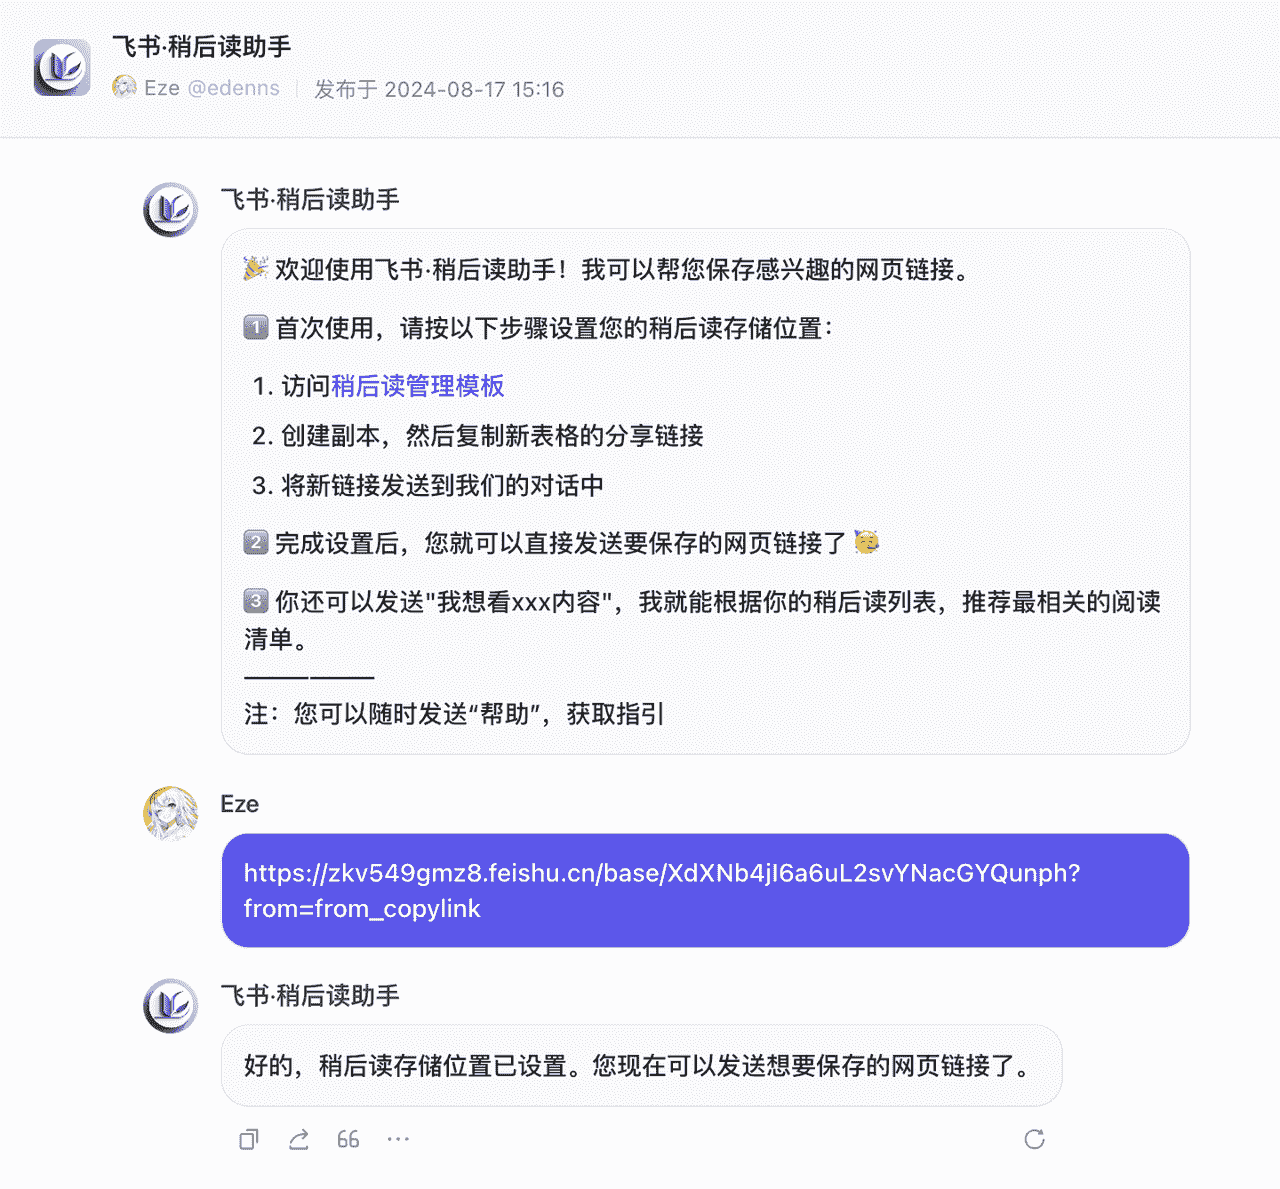 飞书·稍后读助手
Eze @edenns | 发布于 2024-08-17 15:16
飞书·稍后读助手
🎉 欢迎使用飞书·稍后读助手！我可以帮您保存感兴趣的网页链接。
1️⃣ 首次使用，请按以下步骤设置您的稍后读存储位置：
1. 访问稍后读管理模板
2. 创建副本，然后复制新表格的分享链接
3. 将新链接发送到我们的对话中
2️⃣ 完成设置后，您就可以直接发送要保存的网页链接了 🥳
3️⃣ 你还可以发送"我想看xxx内容"，我就能根据你的稍后读列表，推荐最相关的阅读
清单。
——————
注：您可以随时发送“帮助”，获取指引
Eze
https://zkv549gmz8.feishu.cn/base/XdXNb4jI6a6uL2svYNacGYQunph?
from=from_copylink
飞书·稍后读助手
好的，稍后读存储位置已设置。您现在可以发送想要保存的网页链接了。